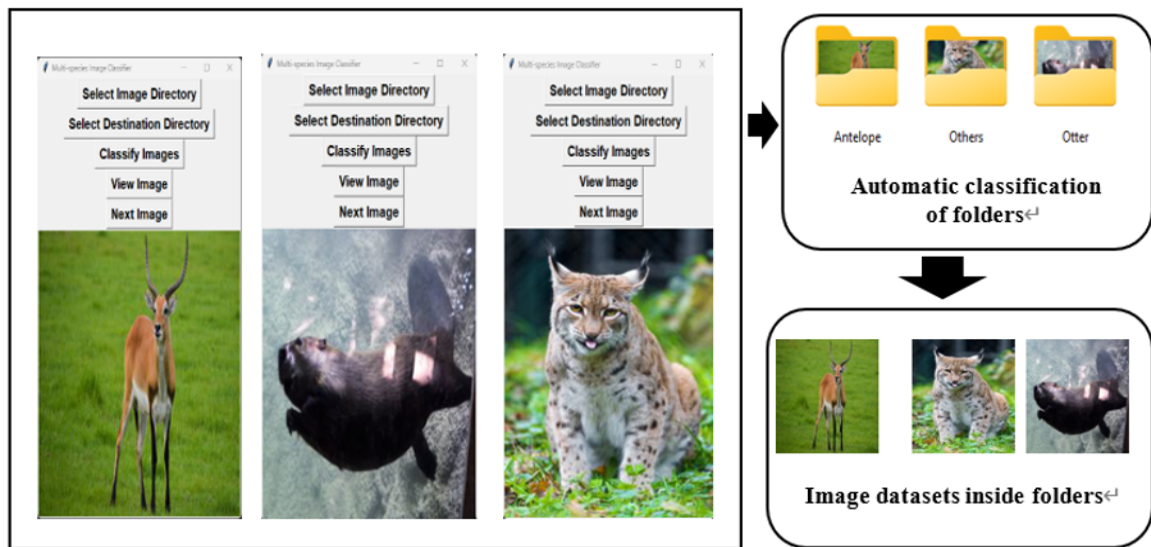 Multi-species Image Classifier
Select Image Directory
Select Destination Directory
Classify Images
View Image
Next Image
Multi-species Image Classifier
Select Image Directory
Select Destination Directory
Classify Images
View Image
Next Image
Multi-species Image Classifier
Select Image Directory
Select Destination Directory
Classify Images
View Image
Next Image
Antelope
Others
Otter
Automatic classification
of folders↵
Image datasets inside folders↵